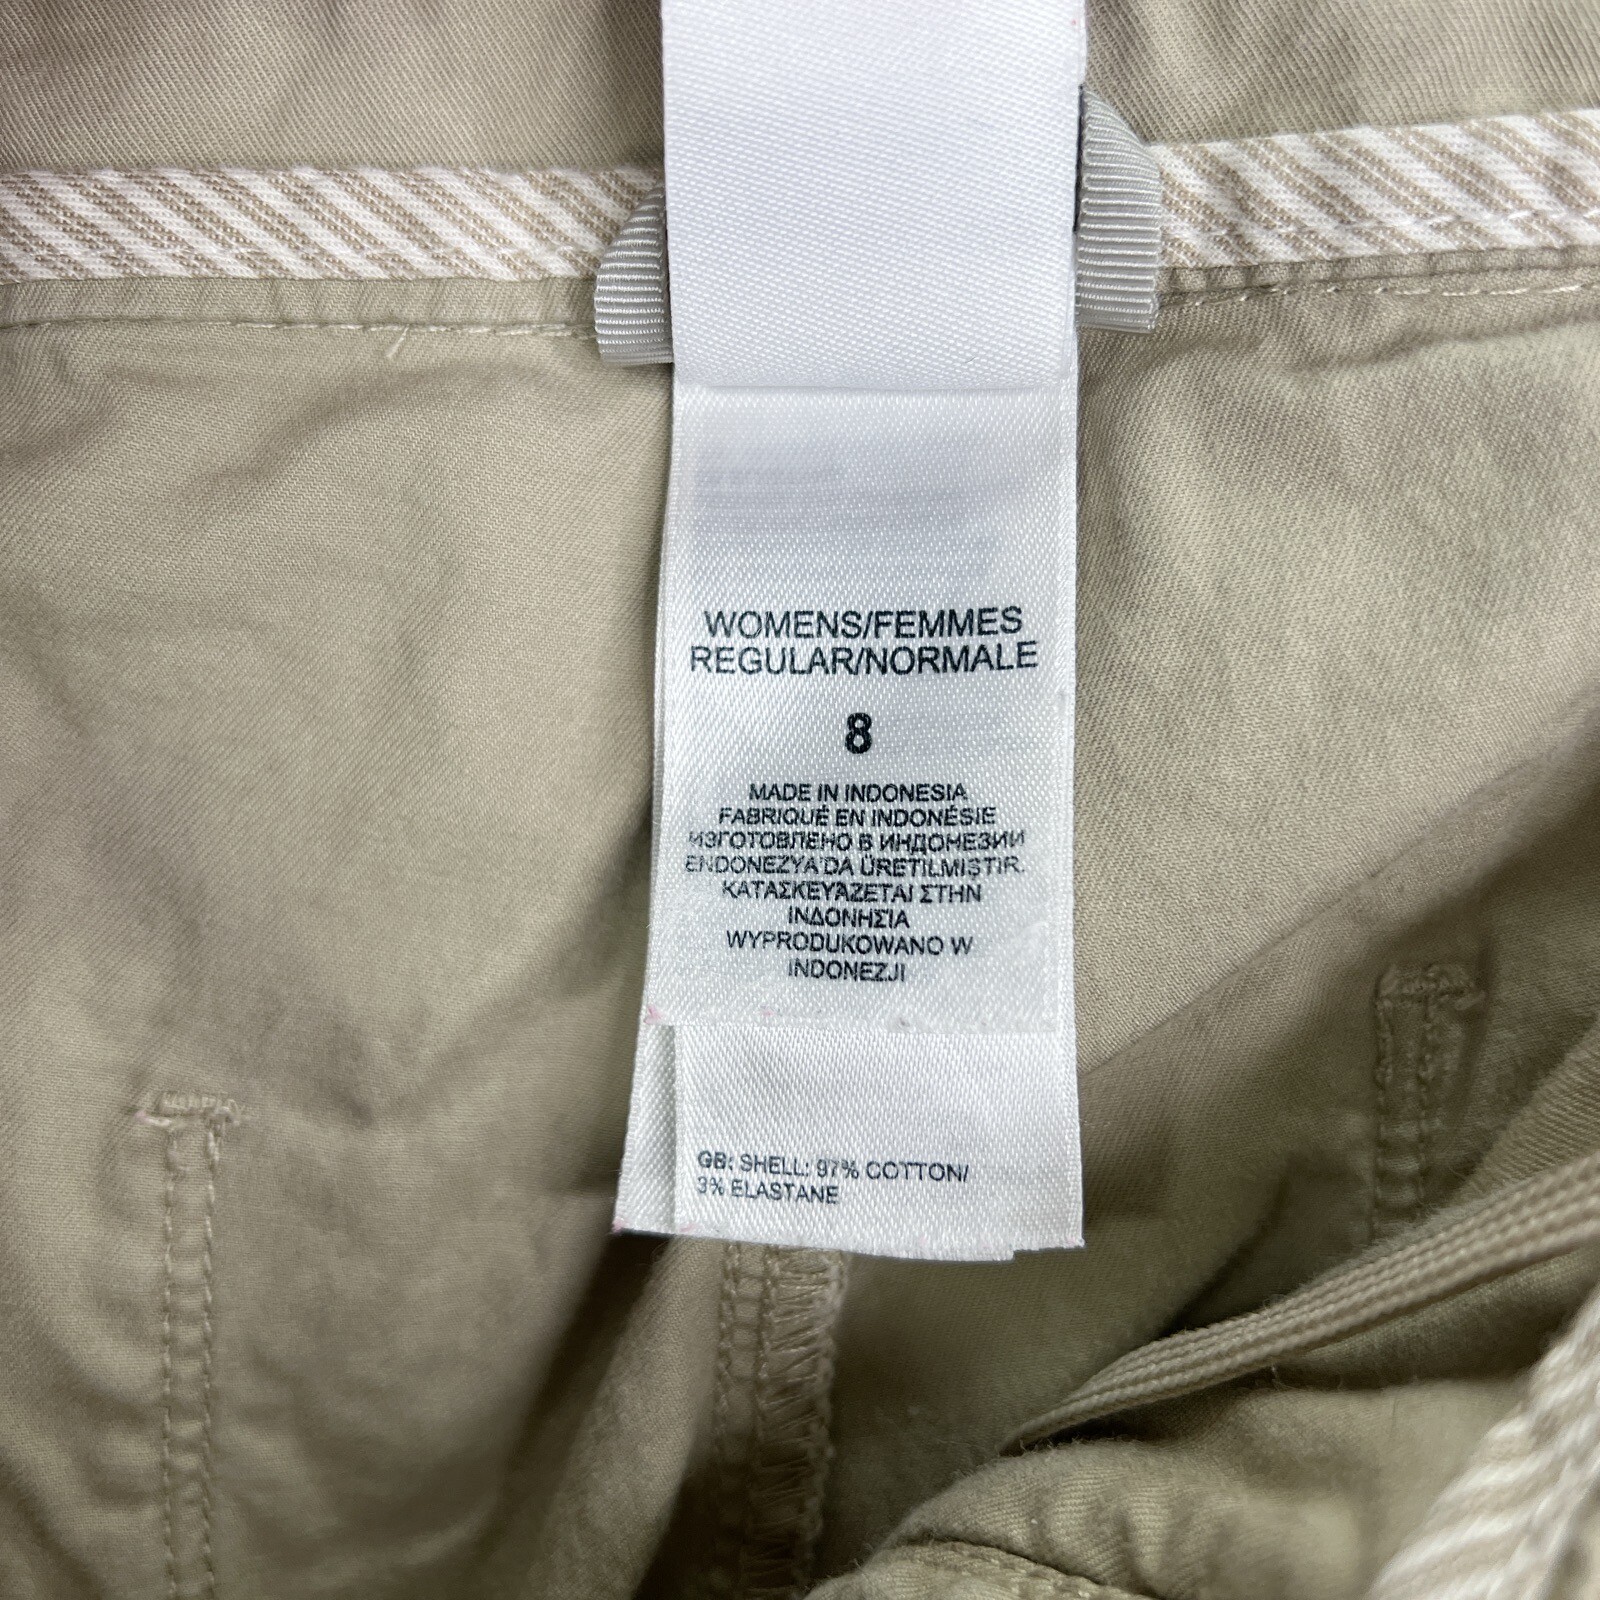 WOMENS/FEMMES
REGULAR/NORMALE
8
MADE IN INDONESIA
FABRIQUÉ EN INDONÉSIE
ИЗГОТОВЛЕНО В ИНДОНЕЗИИ
ENDONEZYA'DA ÜRETILMIŞTIR.
ΚΑΤΑΣΚΕΥΑΖΕΤΑΙ ΣΤΗΝ
ΙΝΔΟΝΗΣΙΑ
WYPRODUKOWANO W
INDONEZJI
GB: SHELL: 97% COTTON/
3% ELASTANE